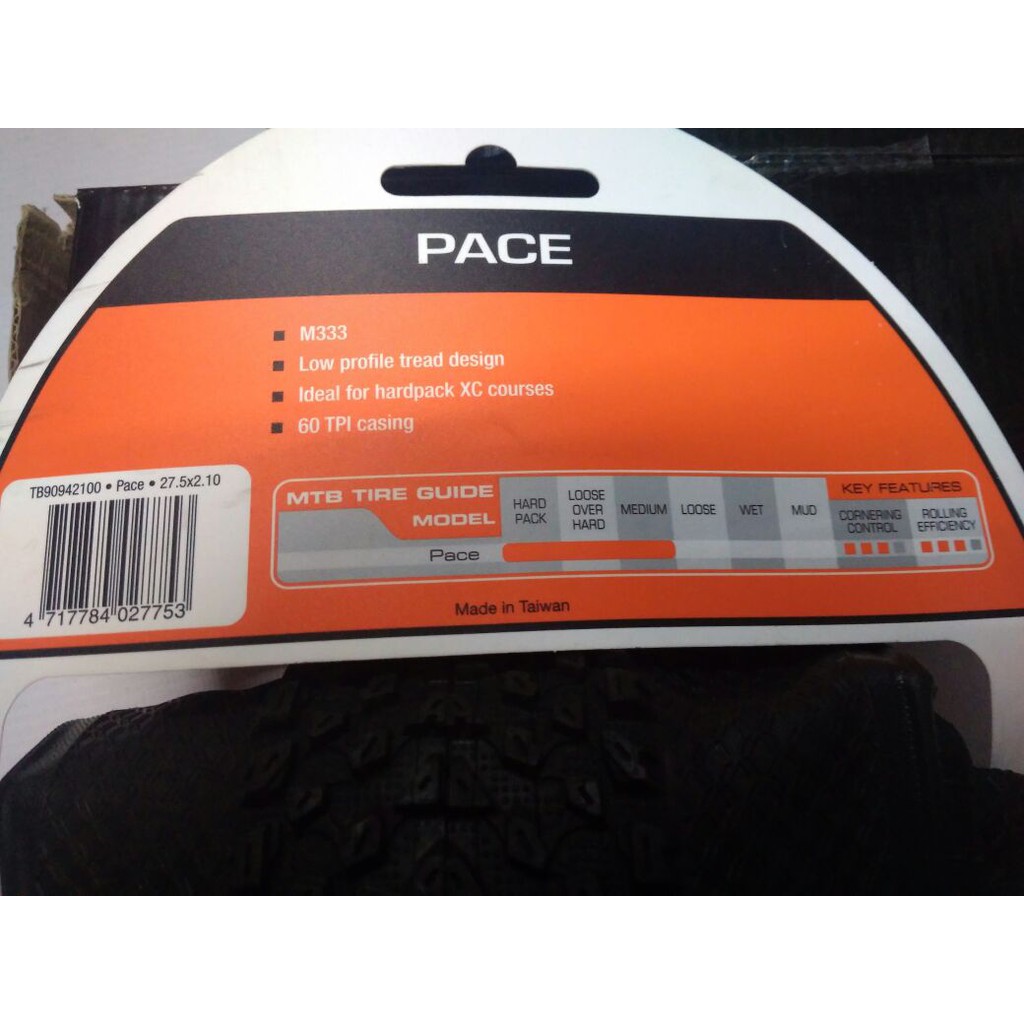 PACE
M333
Low profile tread design
Ideal for hardpack XC courses
60 TPI casing
TB90942100 • Pace • 27.5x2.10
4 717784 027753
MTB TIRE GUIDE
MODEL
HARD PACK
LOOSE OVER HARD
MEDIUM
LOOSE
WET
MUD
KEY FEATURES
CORNERING CONTROL
ROLLING EFFICIENCY
Pace
Made in Taiwan